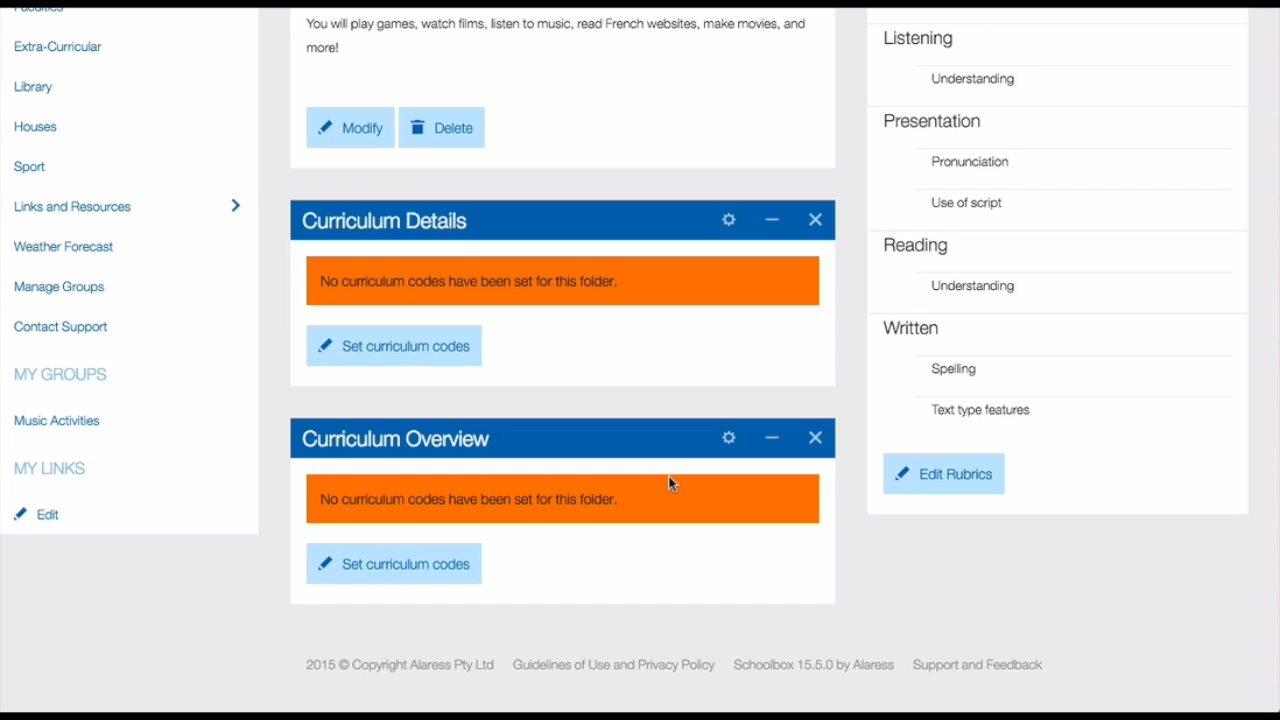 Faculties
Extra-Curricular
Library
Houses
Sport
Links and Resources
Weather Forecast
Manage Groups
Contact Support
MY GROUPS
Music Activities
MY LINKS
Edit
You will play games, watch films, listen to music, read French websites, make movies, and
more!
Modify
Delete
Curriculum Details
No curriculum codes have been set for this folder.
Set curriculum codes
Curriculum Overview
No curriculum codes have been set for this folder.
Set curriculum codes
Listening
Understanding
Presentation
Pronunciation
Use of script
Reading
Understanding
Written
Spelling
Text type features
Edit Rubrics
2015 © Copyright Alaress Pty Ltd Guidelines of Use and Privacy Policy Schoolbox 15.5.0 by Alaress Support and Feedback